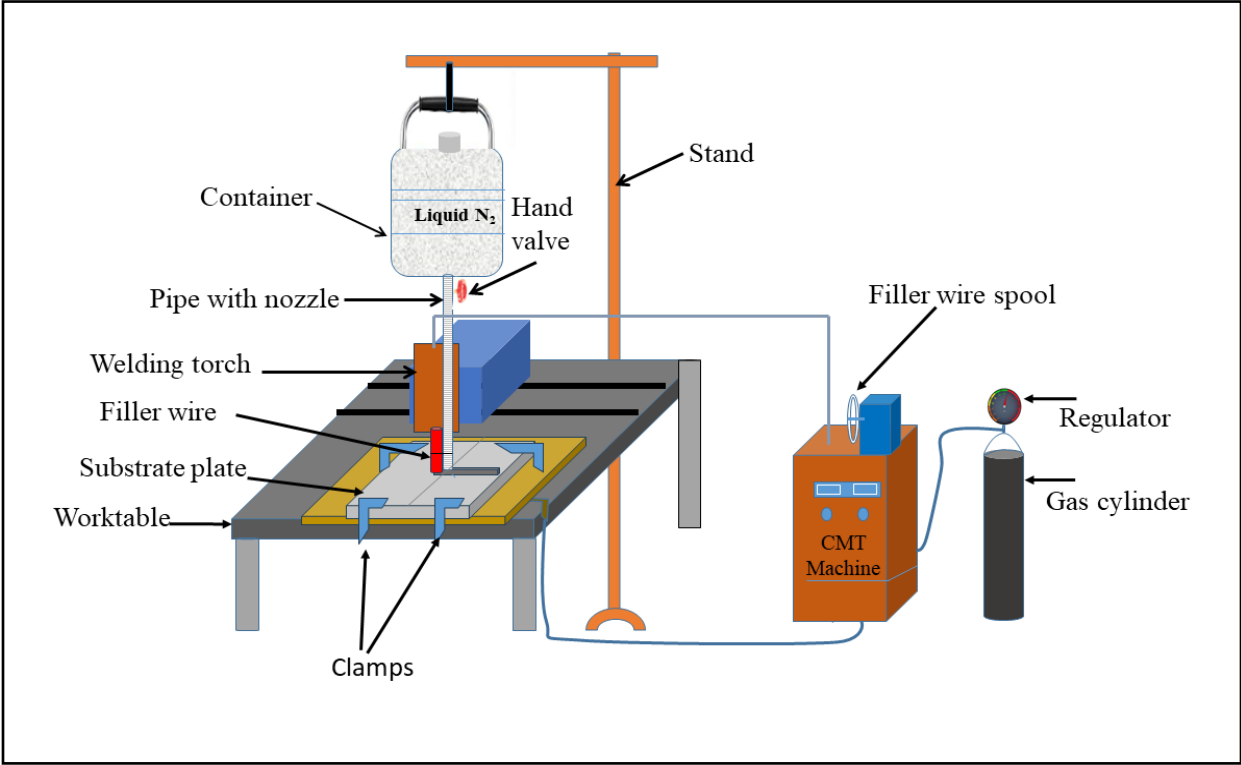 Stand
Container
Liquid N₂
Hand
valve
Pipe with nozzle
Filler wire spool
Welding torch
Filler wire
Regulator
Substrate plate
Gas cylinder
Worktable
CMT
Machine
Clamps